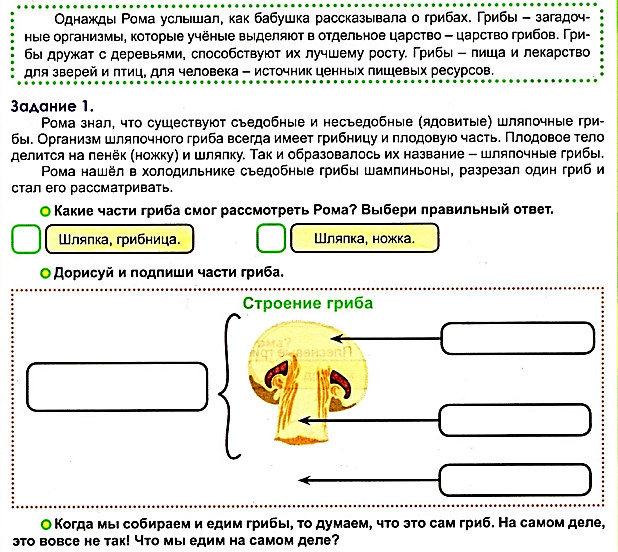 Однажды Рома услышал, как бабушка рассказывала о грибах. Грибы – загадоч-
ные организмы, которые учёные выделяют в отдельное царство – царство грибов. Гри-
бы дружат с деревьями, способствуют их лучшему росту. Грибы – пища и лекарство
для зверей и птиц, для человека – источник ценных пищевых ресурсов.
Задание 1.
Рома знал, что существуют съедобные и несъедобные (ядовитые) шляпочные гри-
бы. Организм шляпочного гриба всегда имеет грибницу и плодовую часть. Плодовое тело
делится на пенёк (ножку) и шляпку. Так и образовалось их название – шляпочные грибы.
Рома нашёл в холодильнике съедобные грибы шампиньоны, разрезал один гриб и
стал его рассматривать.
Какие части гриба смог рассмотреть Рома? Выбери правильный ответ.
Шляпка, грибница.
Шляпка, ножка.
Дорисуй и подпиши части гриба.
Строение гриба
Когда мы собираем и едим грибы, то думаем, что это сам гриб. На самом деле,
это вовсе не так! Что мы едим на самом деле?